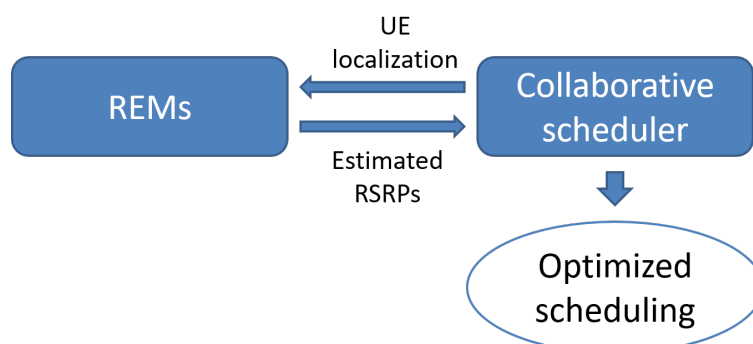 UE
localization
REMs
Collaborative
scheduler
Estimated
RSRPs
Optimized
scheduling